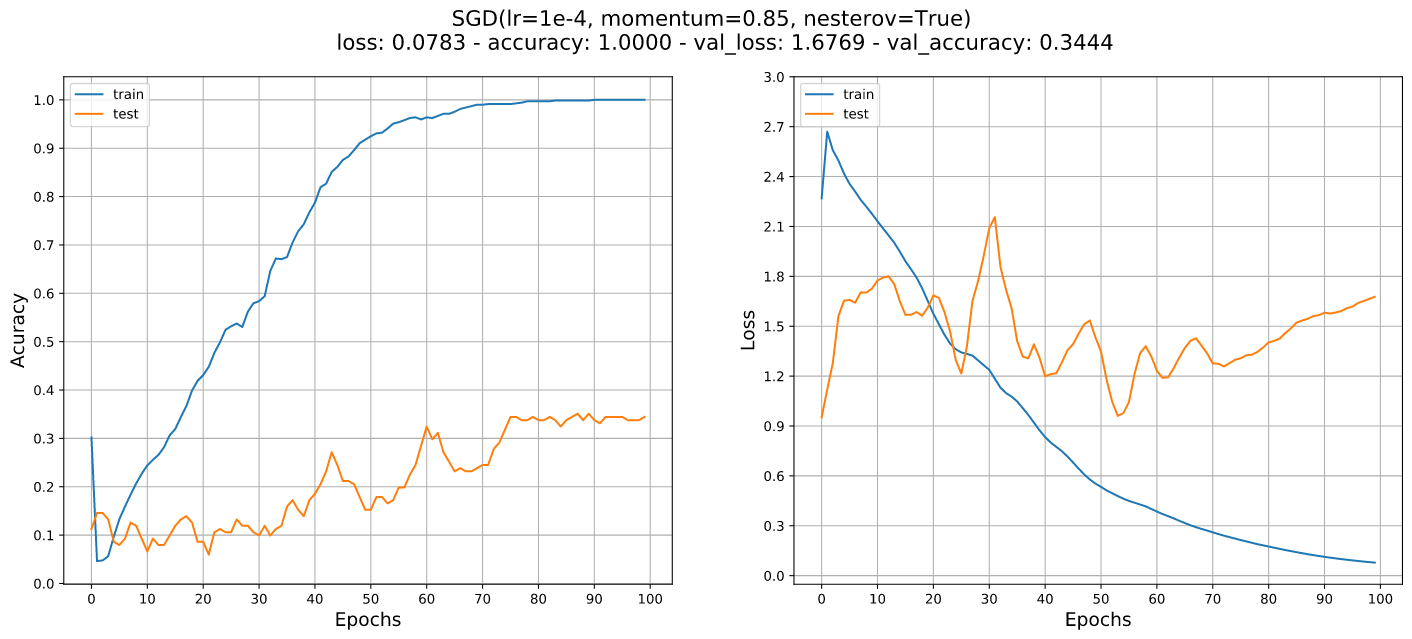 SGD(lr=1e-4, momentum=0.85, nesterov=True)
loss: 0.0783 - accuracy: 1.0000 - val_loss: 1.6769 - val_accuracy: 0.3444
train
test
1.0
0.9
0.8
0.7
0.6
0.5
0.4
0.3
0.2
0.1
0.0
Acuracy
0 10 20 30 40 50 60 70 80 90 100
Epochs
train
test
3.0
2.7
2.4
2.1
1.8
1.5
1.2
0.9
0.6
0.3
0.0
Loss
0 10 20 30 40 50 60 70 80 90 100
Epochs